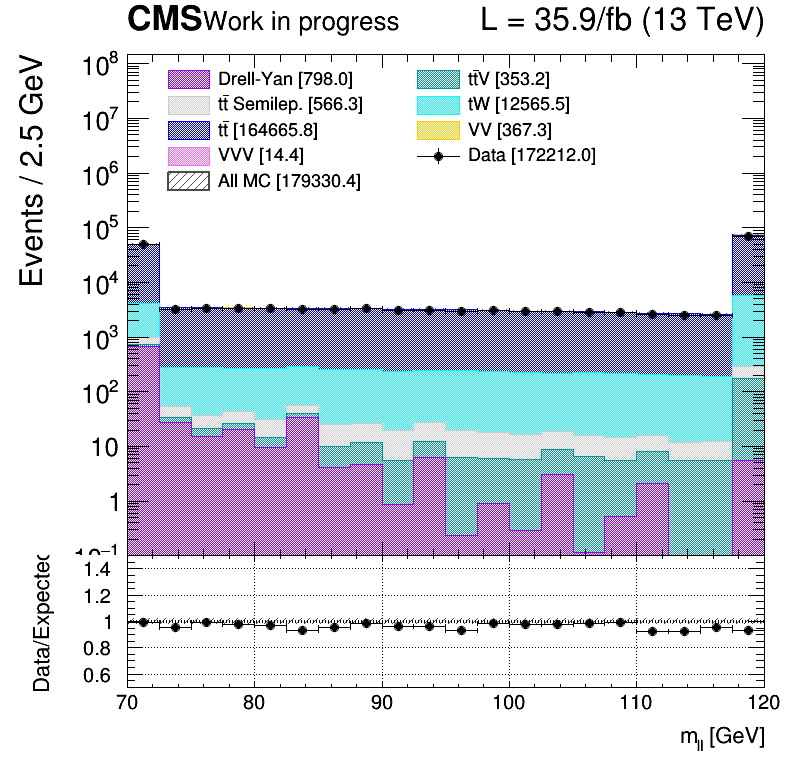 CMS Work in progress L = 35.9/fb (13 TeV)
Events / 2.5 GeV
10⁸
10⁷
10⁶
10⁵
10⁴
10³
10²
10
1
10⁻¹
Drell-Yan [798.0]
tt̄V [353.2]
tt̄ Semilep. [566.3]
tW [12565.5]
tt̄ [164665.8]
VV [367.3]
VVV [14.4]
Data [172212.0]
All MC [179330.4]
Data/Expected
1.4
1.2
1
0.8
0.6
70 80 90 100 110 120
m_ll [GeV]